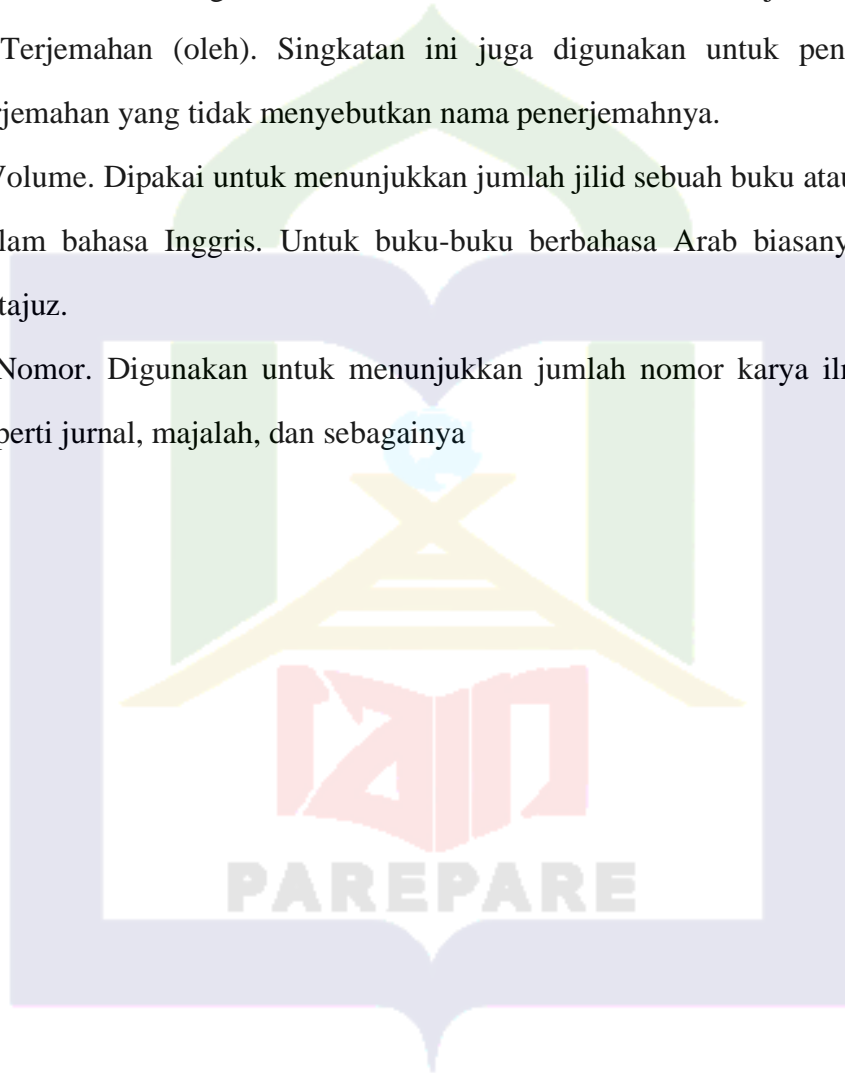 Terjemahan (oleh). Singkatan ini juga digunakan untuk pen
rjemahan yang tidak menyebutkan nama penerjemahnya.
Volume. Dipakai untuk menunjukkan jumlah jilid sebuah buku atau
lam bahasa Inggris. Untuk buku-buku berbahasa Arab biasany
tajuz.
Nomor. Digunakan untuk menunjukkan jumlah nomor karya
perti jurnal, majalah, dan sebagainya
iain
PAREPARE